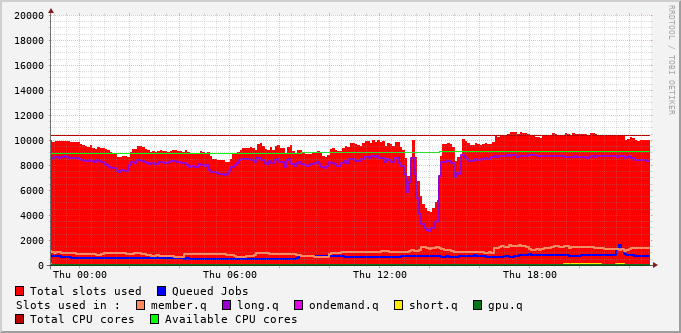 RRDTOOL / TOBI OETIKER
20000
18000
16000
14000
12000
10000
8000
6000
4000
2000
0
Thu 00:00 Thu 06:00 Thu 12:00 Thu 18:00
Total slots used Queued Jobs
Slots used in : member.q long.q ondemand.q short.q gpu.q
Total CPU cores Available CPU cores